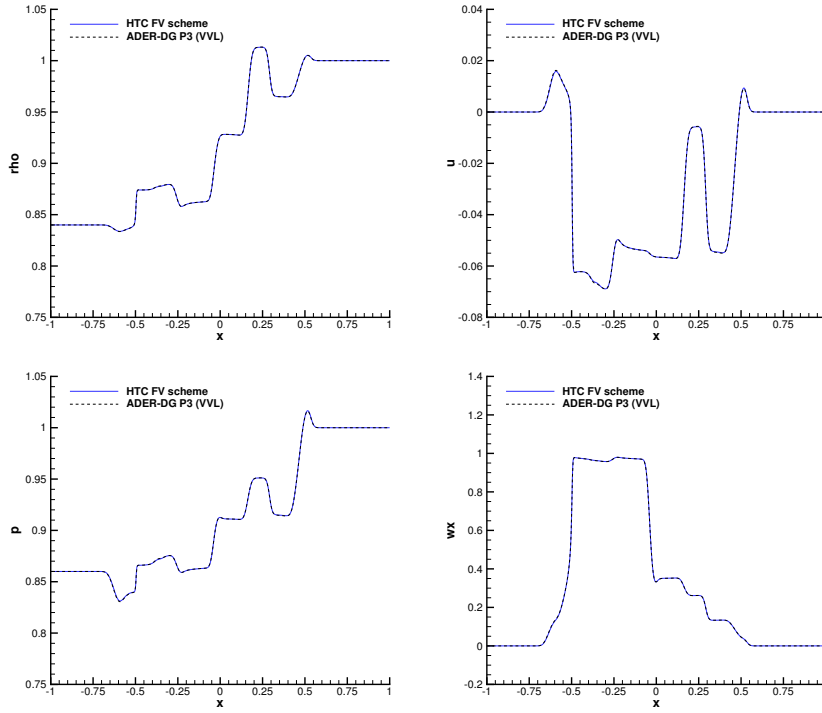 HTC FV scheme
ADER-DG P3 (VVL)
1.05
1
0.95
0.9
0.85
0.8
0.75
rho
-1 -0.75 -0.5 -0.25 0 0.25 0.5 0.75 1
x
HTC FV scheme
ADER-DG P3 (VVL)
0.04
0.02
0
-0.02
-0.04
-0.06
-0.08
u
-1 -0.75 -0.5 -0.25 0 0.25 0.5 0.75
x
HTC FV scheme
ADER-DG P3 (VVL)
1.05
1
0.95
0.9
0.85
0.8
0.75
p
-1 -0.75 -0.5 -0.25 0 0.25 0.5 0.75 1
x
HTC FV scheme
ADER-DG P3 (VVL)
1.4
1.2
1
0.8
0.6
0.4
0.2
0
-0.2
wx
-1 -0.75 -0.5 -0.25 0 0.25 0.5 0.75
x